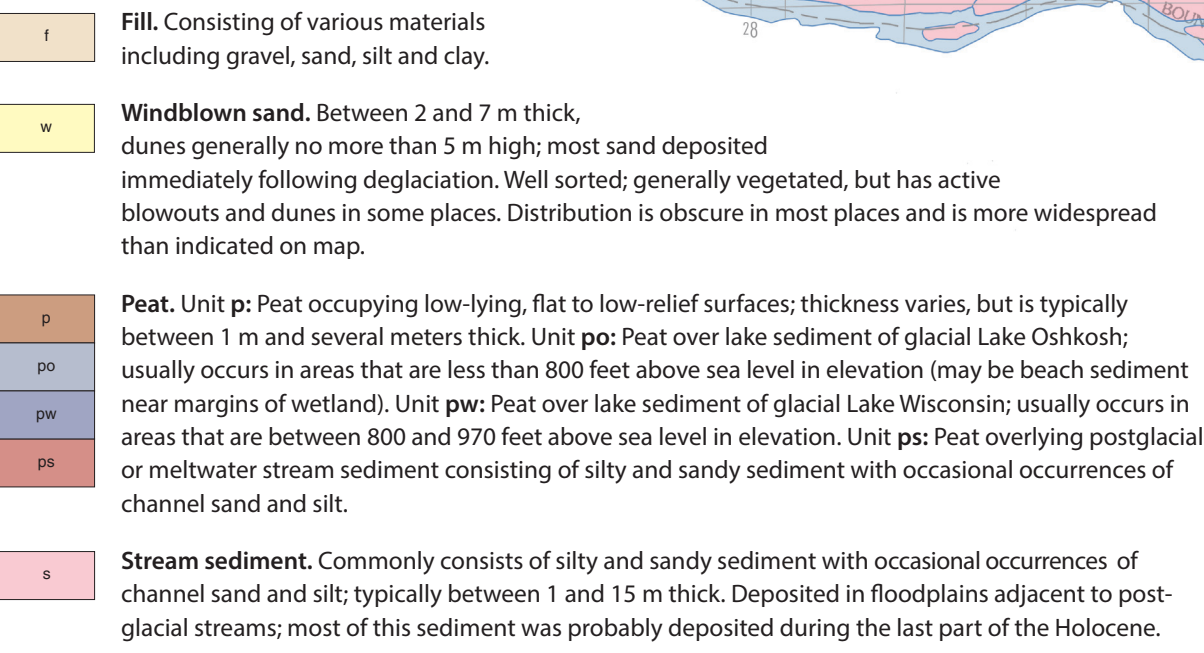 f
Fill. Consisting of various materials
including gravel, sand, silt and clay.
28
w
Windblown sand. Between 2 and 7 m thick,
dunes generally no more than 5 m high; most sand deposited
immediately following deglaciation. Well sorted; generally vegetated, but has active
blowouts and dunes in some places. Distribution is obscure in most places and is more widespread
than indicated on map.
p
po
pw
ps
Peat. Unit p: Peat occupying low-lying, flat to low-relief surfaces; thickness varies, but is typically
between 1 m and several meters thick. Unit po: Peat over lake sediment of glacial Lake Oshkosh;
usually occurs in areas that are less than 800 feet above sea level in elevation (may be beach sediment
near margins of wetland). Unit pw: Peat over lake sediment of glacial Lake Wisconsin; usually occurs in
areas that are between 800 and 970 feet above sea level in elevation. Unit ps: Peat overlying postglacial
or meltwater stream sediment consisting of silty and sandy sediment with occasional occurrences of
channel sand and silt.
s
Stream sediment. Commonly consists of silty and sandy sediment with occasional occurrences of
channel sand and silt; typically between 1 and 15 m thick. Deposited in floodplains adjacent to post-
glacial streams; most of this sediment was probably deposited during the last part of the Holocene.